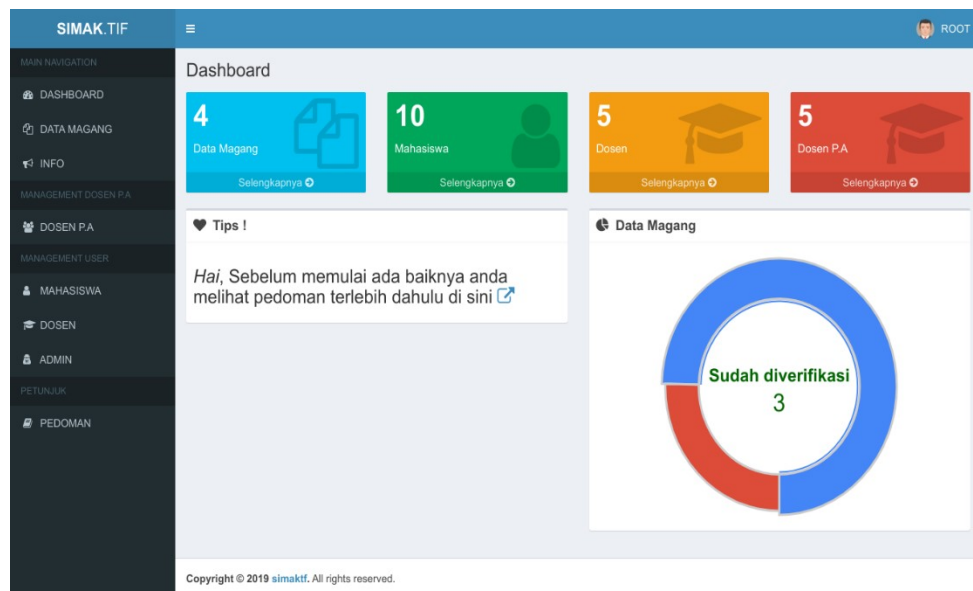 SIMAK.TIF
ROOT
MAIN NAVIGATION
DASHBOARD
DATA MAGANG
INFO
MANAGEMENT DOSEN P.A
DOSEN P.A
MANAGEMENT USER
MAHASISWA
DOSEN
ADMIN
PETUNJUK
PEDOMAN
Dashboard
4
Data Magang
Selengkapnya
10
Mahasiswa
Selengkapnya
5
Dosen
Selengkapnya
5
Dosen P.A
Selengkapnya
Tips !
Hai, Sebelum memulai ada baiknya anda
melihat pedoman terlebih dahulu di sini
Data Magang
Sudah diverifikasi
3
Copyright © 2019 simaktf. All rights reserved.